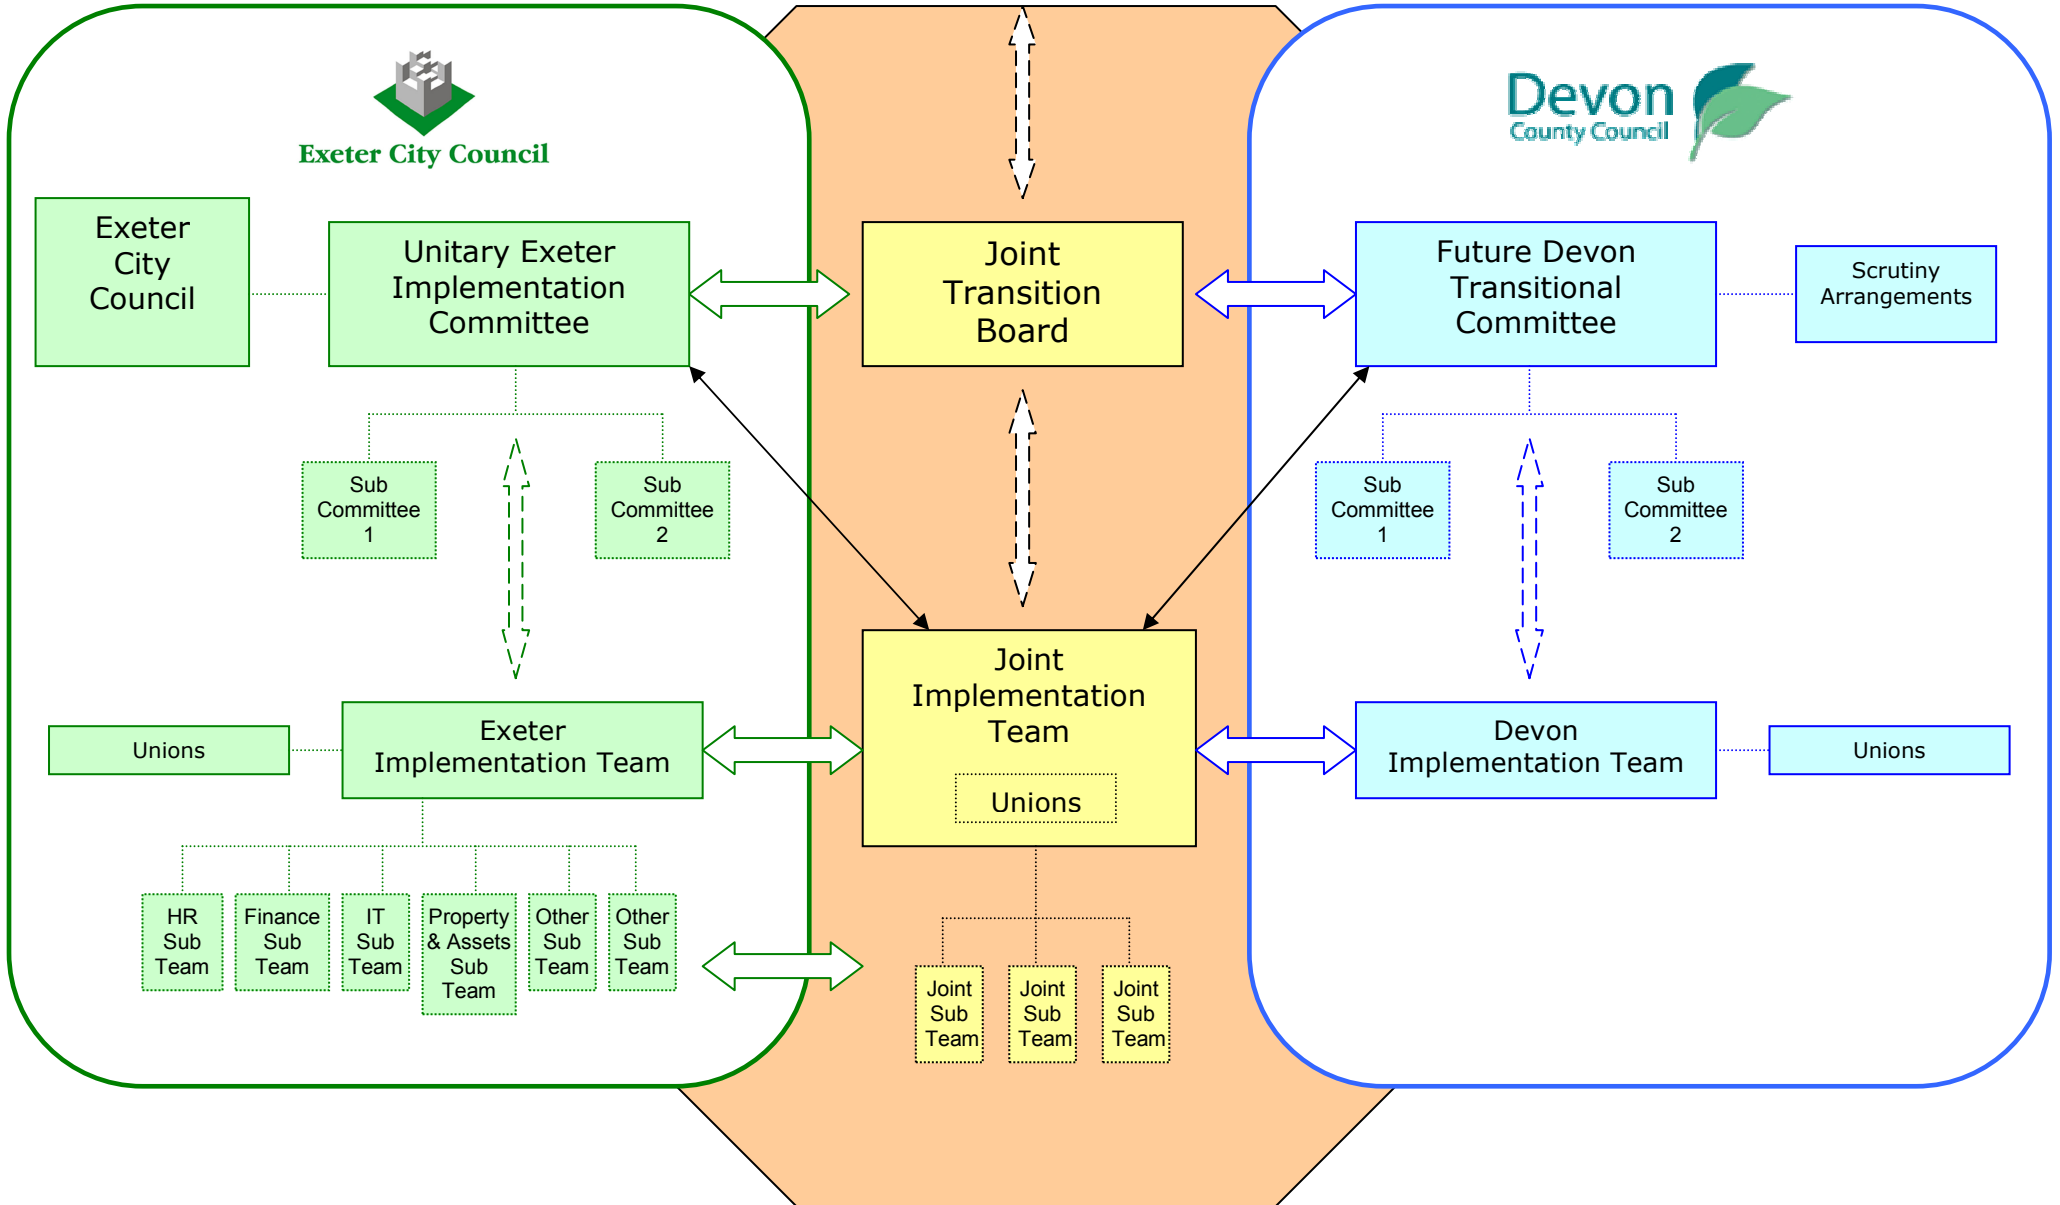 Exeter City Council
Devon
County Council
Exeter
City
Council
Unitary Exeter
Implementation
Committee
Joint
Transition
Board
Future Devon
Transitional
Committee
Scrutiny
Arrangements
Sub
Committee
1
Sub
Committee
2
Sub
Committee
1
Sub
Committee
2
Unions
Exeter
Implementation Team
Joint
Implementation
Team
Unions
Devon
Implementation Team
Unions
HR
Sub
Team
Finance
Sub
Team
IT
Sub
Team
Property
& Assets
Sub
Team
Other
Sub
Team
Other
Sub
Team
Joint
Sub
Team
Joint
Sub
Team
Joint
Sub
Team